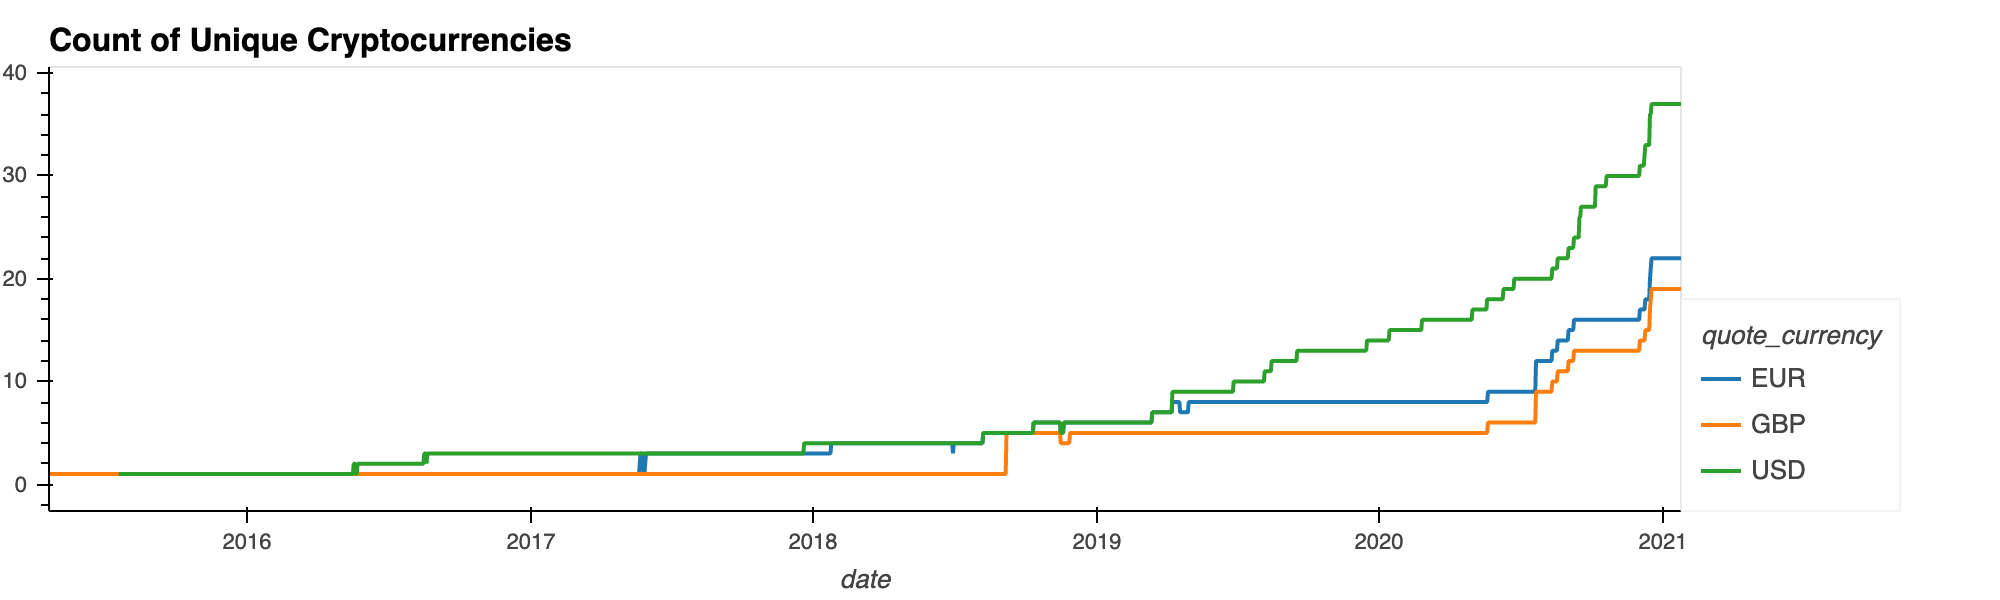 Count of Unique Cryptocurrencies
40
30
20
10
0
2016 2017 2018 2019 2020 2021
date
quote_currency
EUR
GBP
USD